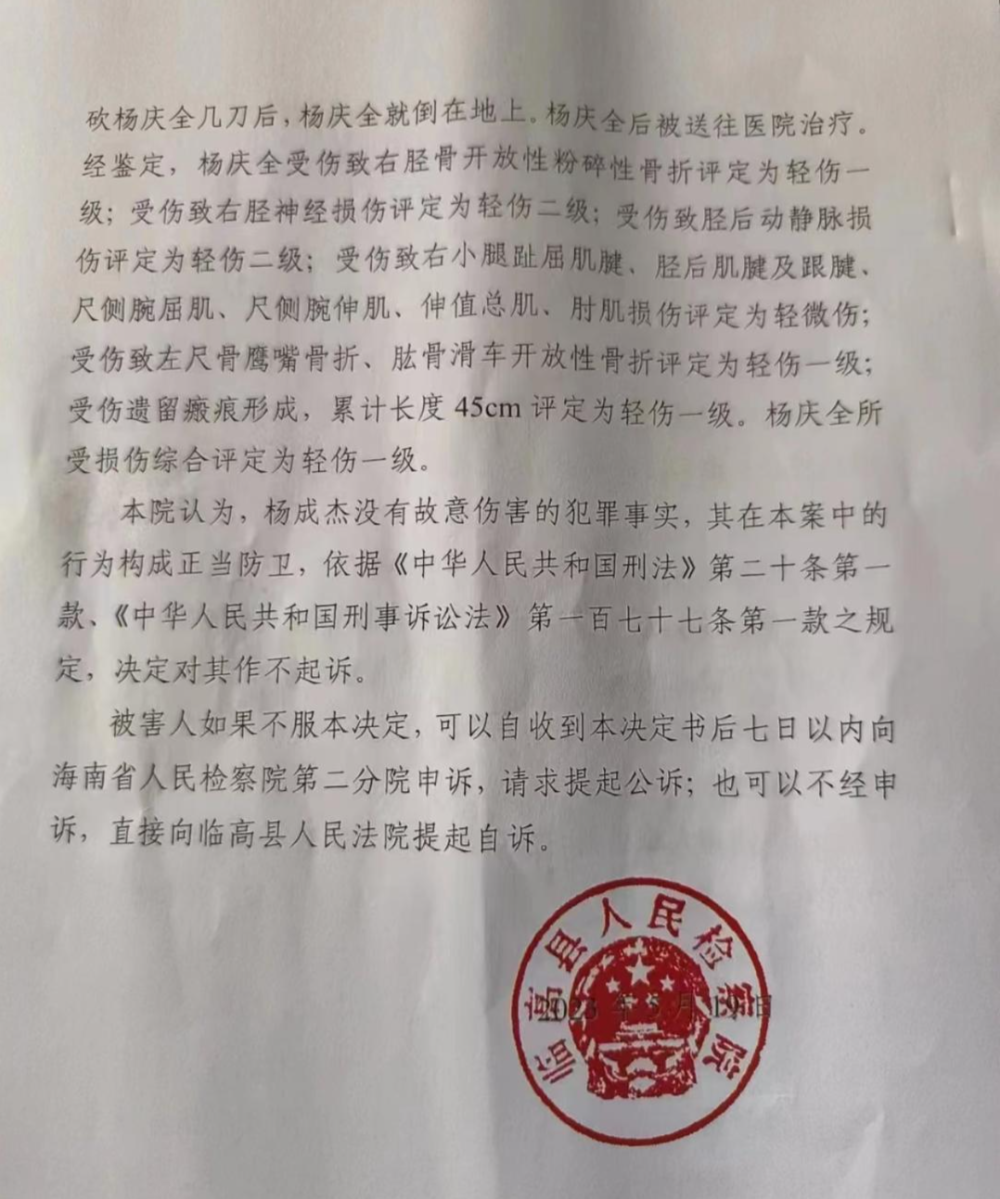 砍杨庆全几刀后，杨庆全就倒在地上。杨庆全后被送往医院治疗。
经鉴定，杨庆全受伤致右胫骨开放性粉碎性骨折评定为轻伤一
级；受伤致右胫神经损伤评定为轻伤二级；受伤致胫后动静脉损
伤评定为轻伤二级；受伤致右小腿趾屈肌腱、胫后肌腱及跟腱、
尺侧腕屈肌、尺侧腕伸肌、伸值总肌、肘肌损伤评定为轻微伤；
受伤致左尺骨鹰嘴骨折、肱骨滑车开放性骨折评定为轻伤一级；
受伤遗留瘢痕形成，累计长度 45cm 评定为轻伤一级。杨庆全所
受损伤综合评定为轻伤一级。
本院认为，杨成杰没有故意伤害的犯罪事实，其在本案中的
行为构成正当防卫，依据《中华人民共和国刑法》第二十条第一
款、《中华人民共和国刑事诉讼法》第一百七十七条第一款之规
定，决定对其作不起诉。
被害人如果不服本决定，可以自收到本决定书后七日以内向
海南省人民检察院第二分院申诉，请求提起公诉；也可以不经申
诉，直接向临高县人民法院提起自诉。
临高县人民检察院
2023 年 5 月 19 日